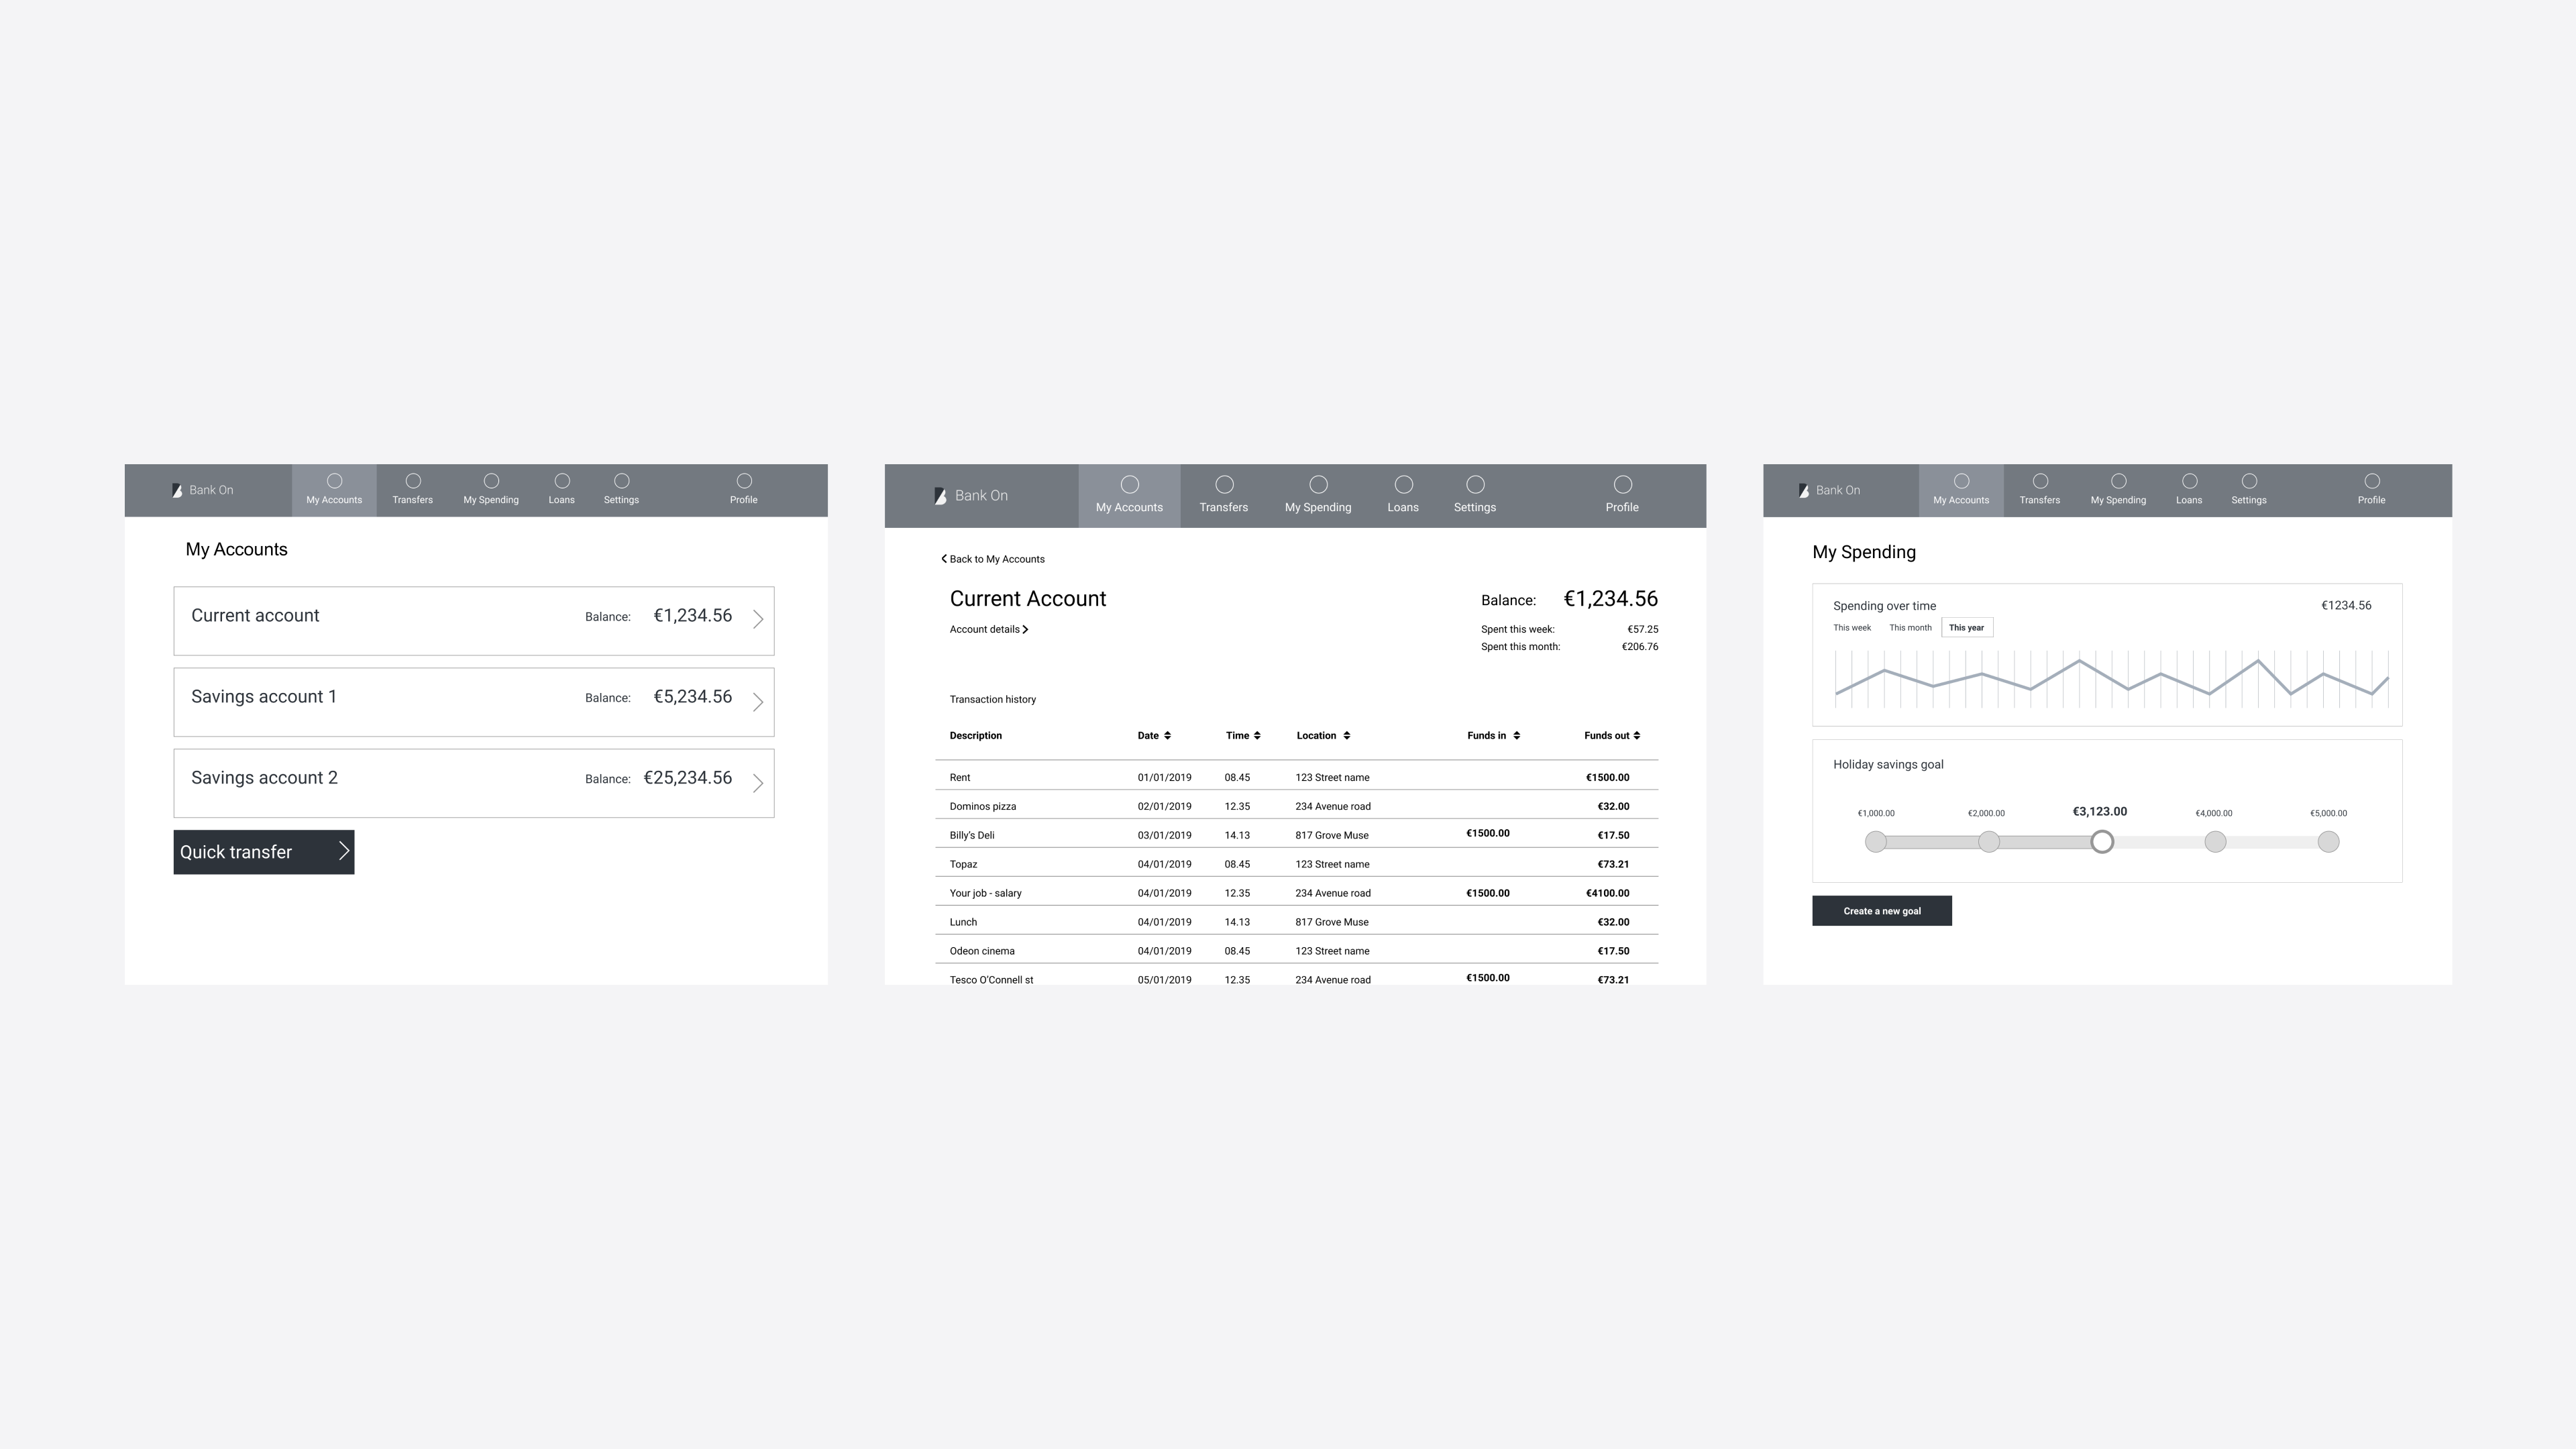 Bank On
My Accounts Transfers My Spending Loans Settings Profile
My Accounts
Current account Balance: €1,234.56
Savings account 1 Balance: €5,234.56
Savings account 2 Balance: €25,234.56
Quick transfer
Bank On
My Accounts Transfers My Spending Loans Settings Profile
Back to My Accounts
Current Account Balance: €1,234.56
Account details Spent this week: €57.25
Spent this month: €206.76
Transaction history
Description Date Time Location Funds in Funds out
Rent 01/01/2019 08.45 123 Street name €1500.00
Dominos pizza 02/01/2019 12.35 234 Avenue road €32.00
Billy's Deli 03/01/2019 14.13 817 Grove Muse €1500.00 €17.50
Topaz 04/01/2019 08.45 123 Street name €73.21
Your job - salary 04/01/2019 12.35 234 Avenue road €1500.00 €4100.00
Lunch 04/01/2019 14.13 817 Grove Muse €32.00
Odeon cinema 04/01/2019 08.45 123 Street name €17.50
Tesco O'Connell st 05/01/2019 12.35 234 Avenue road €1500.00 €73.21
Bank On
My Accounts Transfers My Spending Loans Settings Profile
My Spending
Spending over time €1234.56
This week This month This year
Holiday savings goal
€1,000.00 €2,000.00 €3,123.00 €4,000.00 €5,000.00
Create a new goal